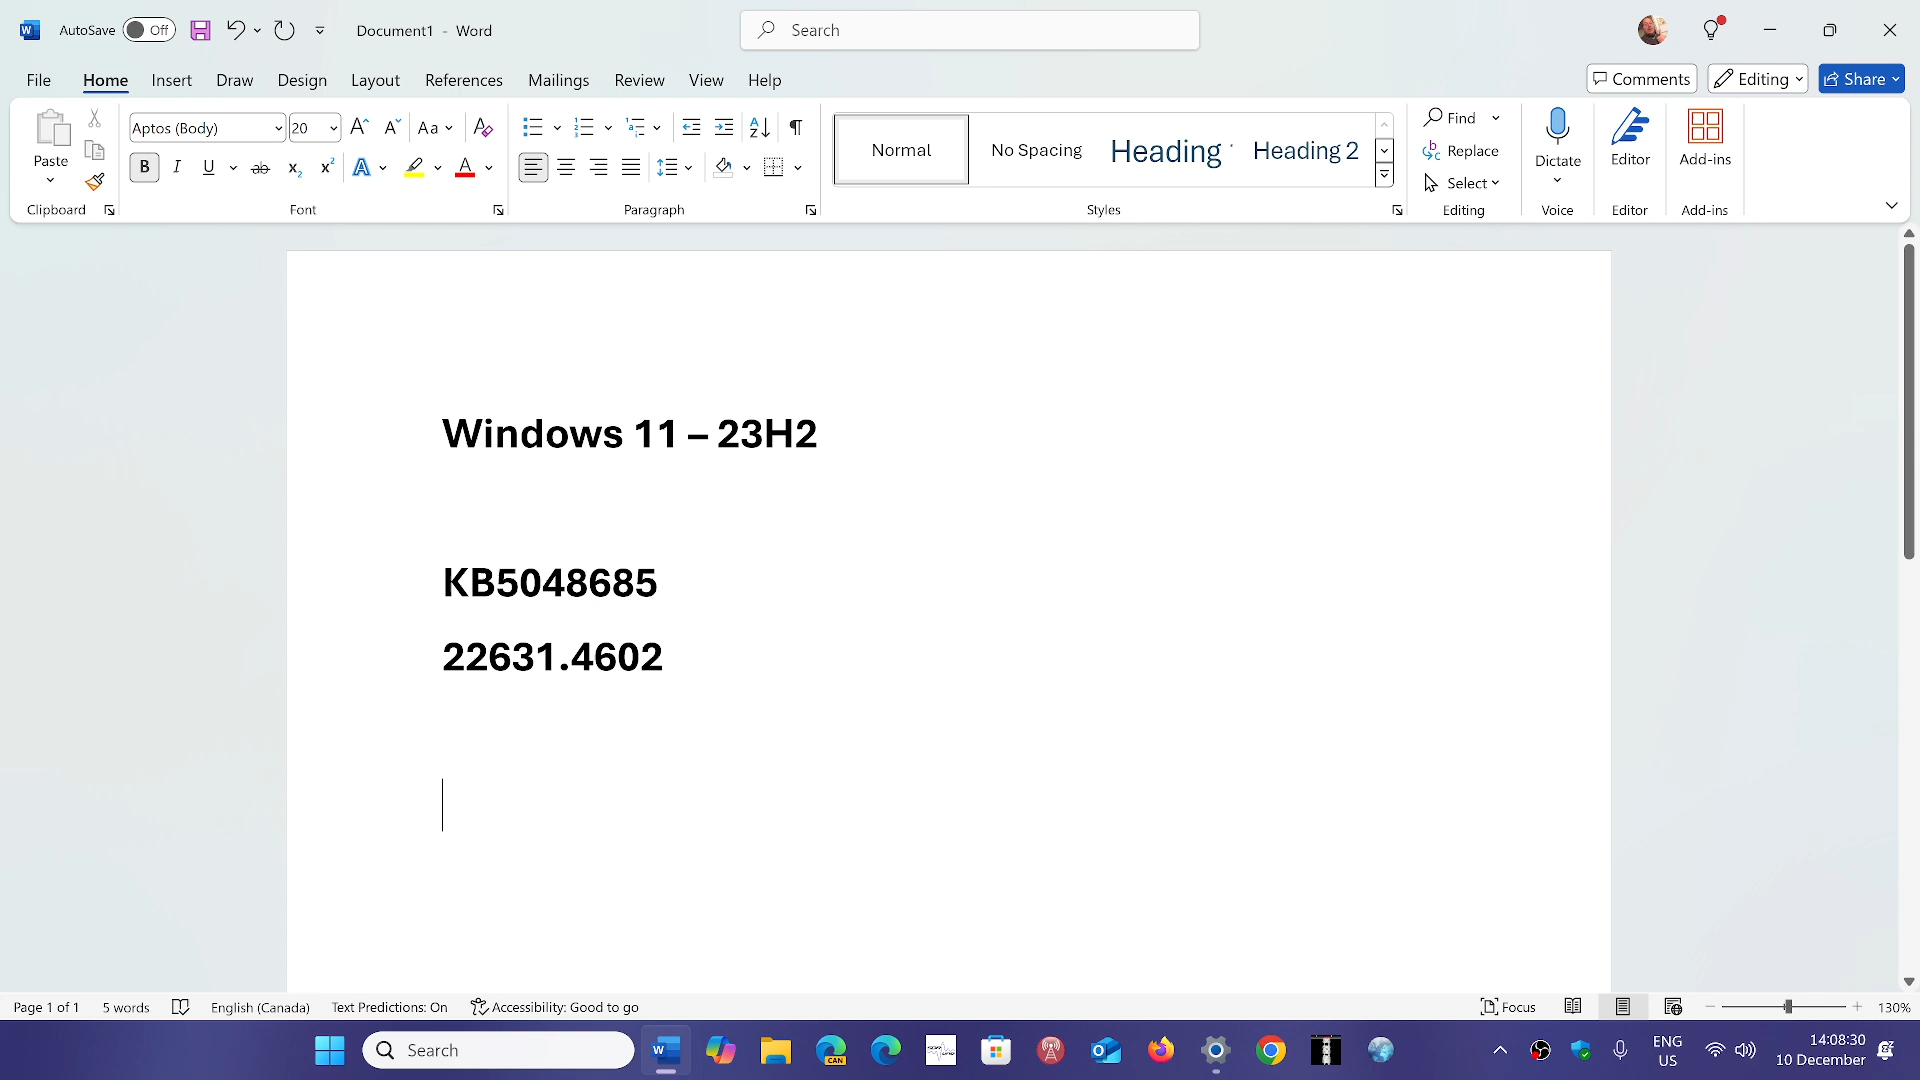 AutoSave Off Document1 - Word Search
File Home Insert Draw Design Layout References Mailings Review View Help Comments Editing Share
Paste
Clipboard
Aptos (Body) 20
Font
Paragraph
Normal No Spacing Heading Heading 2
Styles
Find
Replace
Select
Editing
Dictate
Voice
Editor
Editor
Add-ins
Add-ins
Windows 11 – 23H2
KB5048685
22631.4602
Page 1 of 1 5 words English (Canada) Text Predictions: On Accessibility: Good to go Focus 130%
Search
CAN
ENG
US
14:08:30
10 December